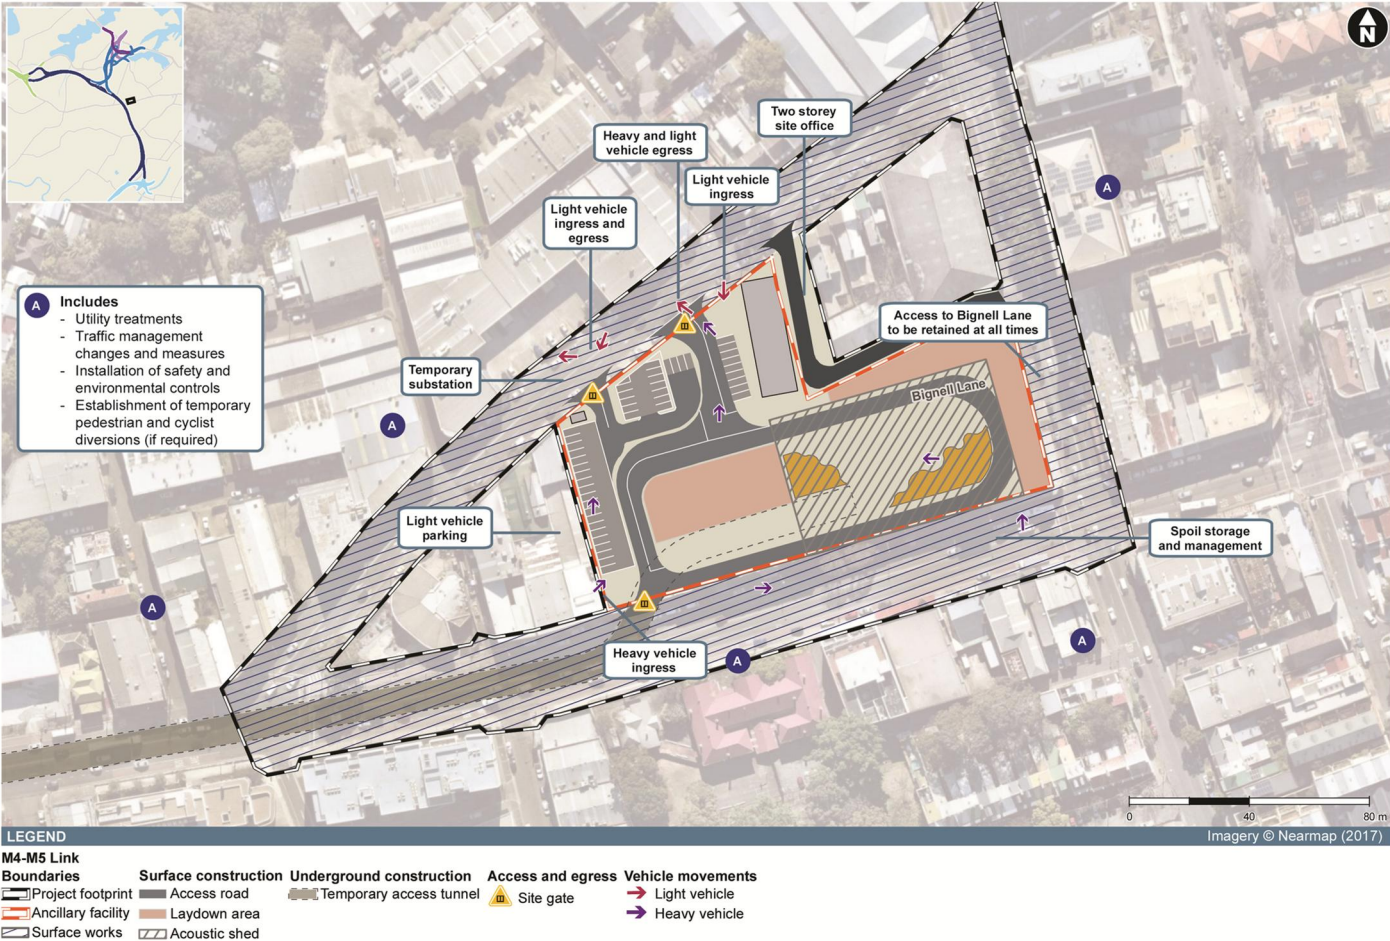 N
Two storey
site office
Heavy and light
vehicle egress
Light vehicle
ingress
Light vehicle
ingress and
egress
A
A
Includes
- Utility treatments
- Traffic management
changes and measures
- Installation of safety and
environmental controls
- Establishment of temporary
pedestrian and cyclist
diversions (if required)
Access to Bignell Lane
to be retained at all times
Temporary
substation
Bignell Lane
A
Light vehicle
parking
Spoil storage
and management
A
Heavy vehicle
ingress
A
A
0 40 80 m
LEGEND
Imagery © Nearmap (2017)
M4-M5 Link
Boundaries
Project footprint
Ancillary facility
Surface works
Surface construction
Access road
Laydown area
Acoustic shed
Underground construction
Temporary access tunnel
Access and egress
Site gate
Vehicle movements
Light vehicle
Heavy vehicle